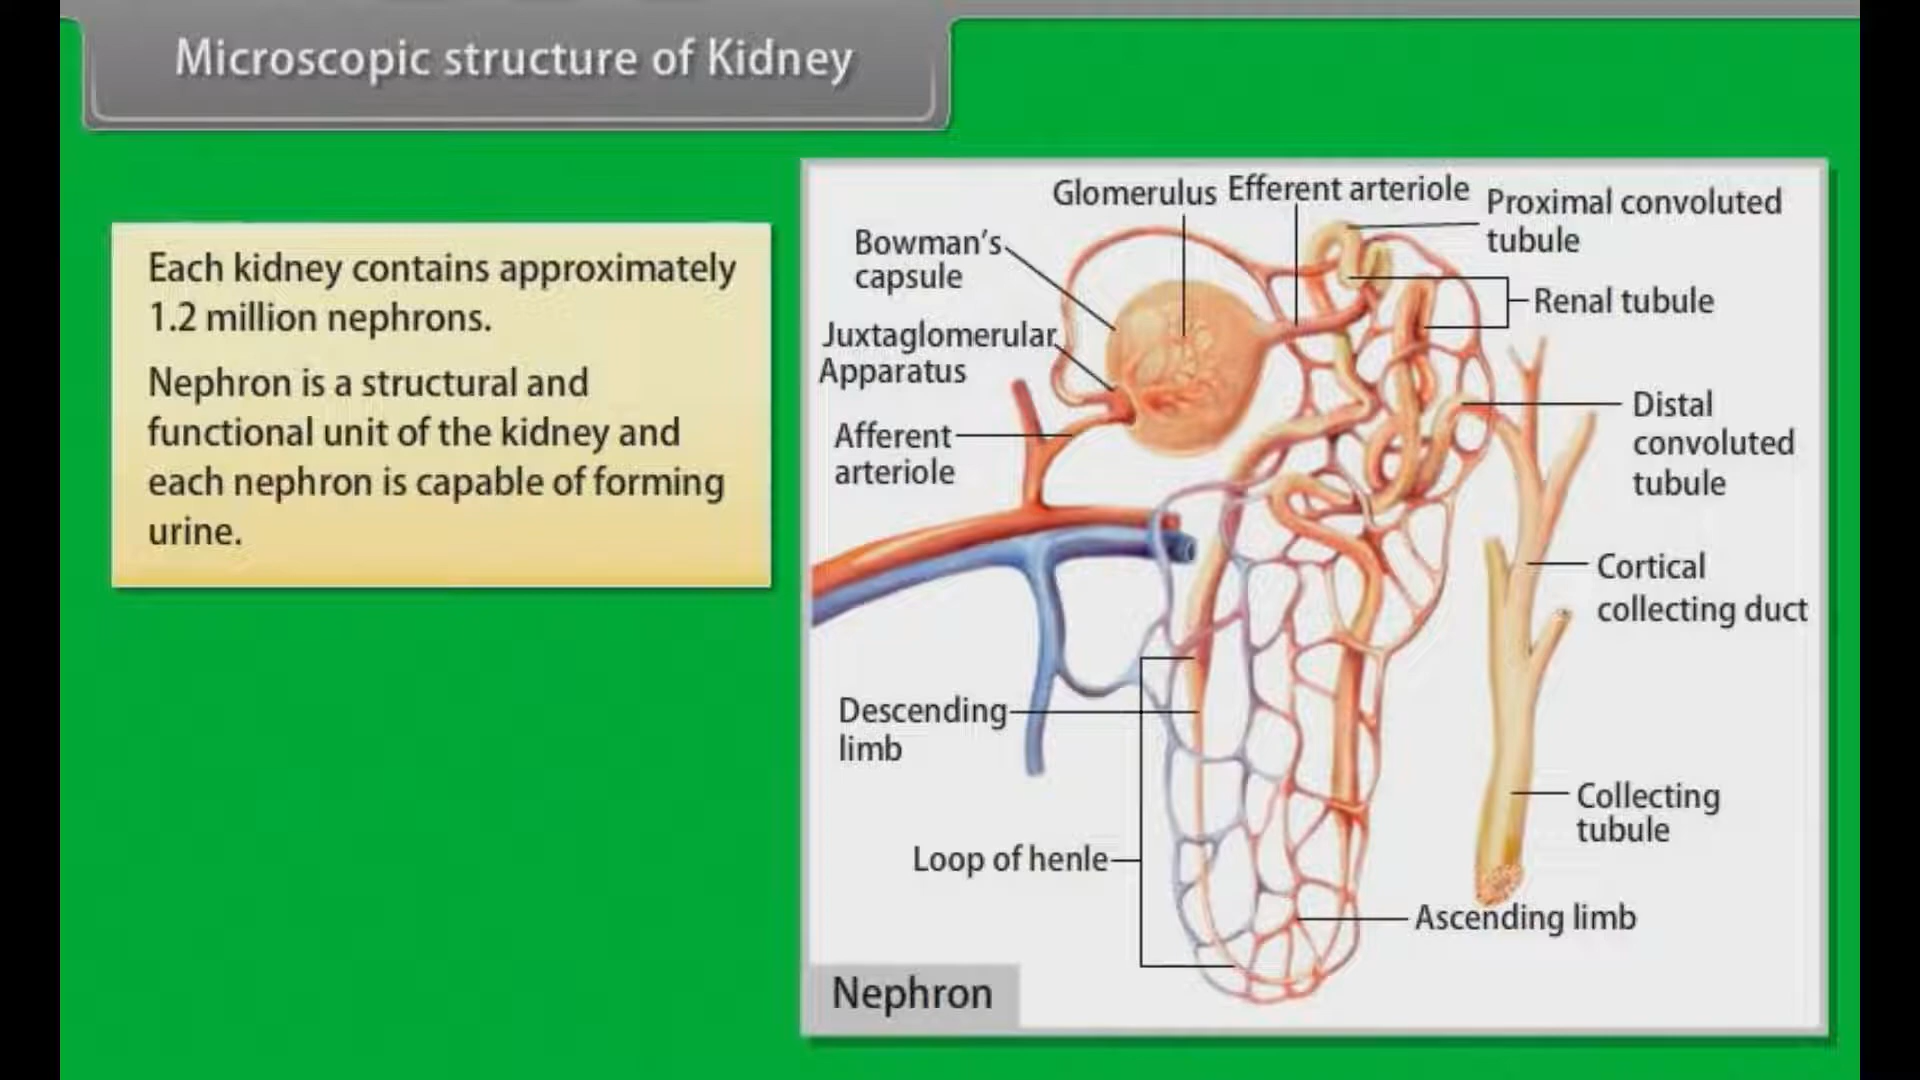 Microscopic structure of Kidney
Each kidney contains approximately
1.2 million nephrons.
Nephron is a structural and
functional unit of the kidney and
each nephron is capable of forming
urine.
Glomerulus
Efferent arteriole
Proximal convoluted
tubule
Bowman's
capsule
Renal tubule
Juxtaglomerular
Apparatus
Distal
convoluted
tubule
Afferent
arteriole
Cortical
collecting duct
Descending
limb
Collecting
tubule
Loop of henle
Ascending limb
Nephron